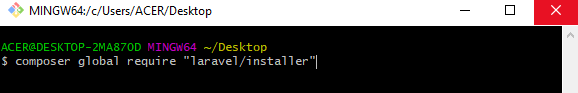 MINGW64:/c/Users/ACER/Desktop
ACER@DESKTOP-2MA870D MINGW64 ~/Desktop
$ composer global require "laravel/installer"